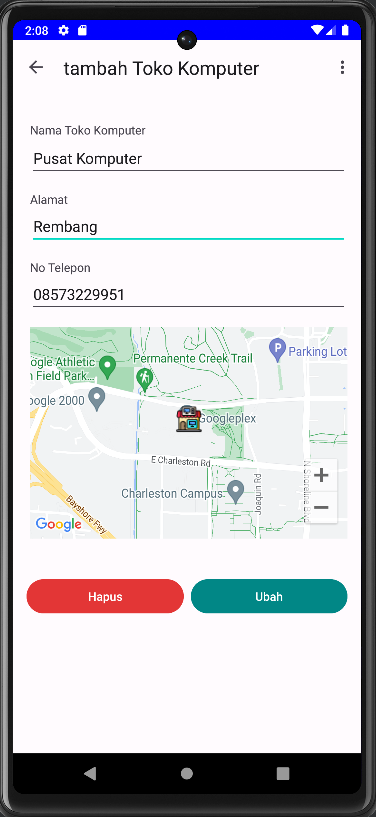 2:08
tambah Toko Komputer
Nama Toko Komputer
Pusat Komputer
Alamat
Rembang
No Telepon
08573229951
Permanente Creek Trail
Parking Lot
ogle Athletic
n Field Park...
oogle 2000
Googleplex
E Charleston Rd
Charleston Campus
Joaquin Rd
Bayshore Fwy
+
−
Google
Hapus
Ubah